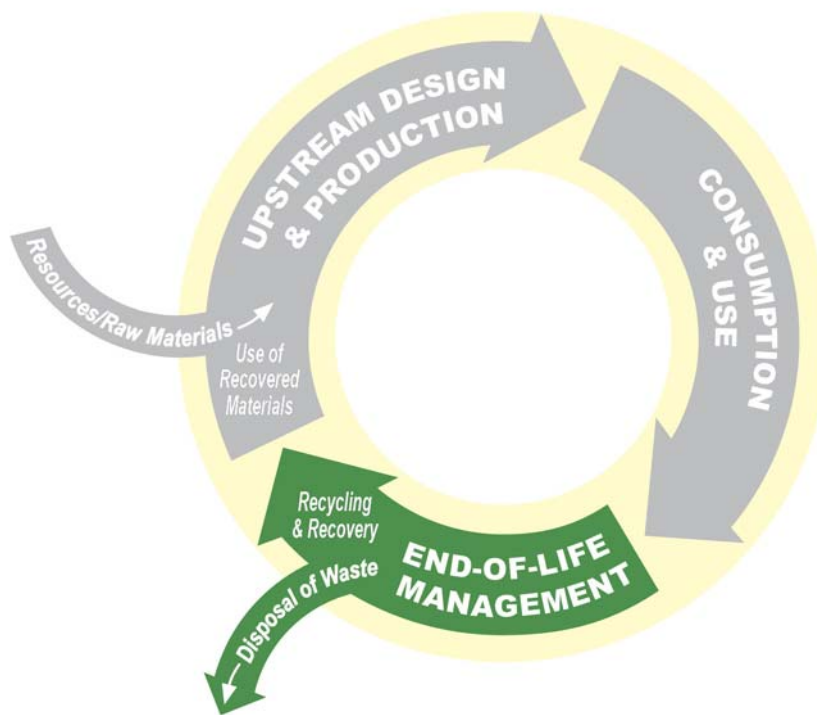 UPSTREAM DESIGN
& PRODUCTION
CONSUMPTION
& USE
Resources/Raw Materials
Use of
Recovered
Materials
Recycling
& Recovery
END-OF-LIFE
MANAGEMENT
Disposal of Waste